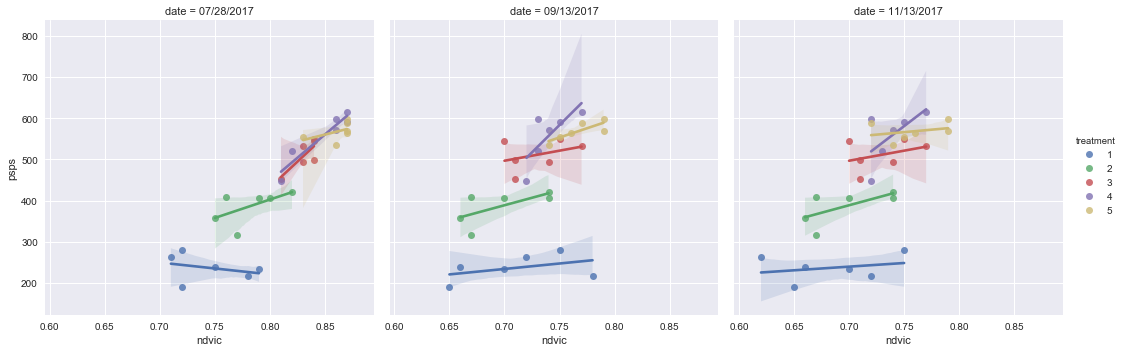 date = 07/28/2017
date = 09/13/2017
date = 11/13/2017
800
700
600
500
400
300
200
psps
0.60 0.65 0.70 0.75 0.80 0.85
0.60 0.65 0.70 0.75 0.80 0.85
0.60 0.65 0.70 0.75 0.80 0.85
ndvic
ndvic
ndvic
treatment
1
2
3
4
5